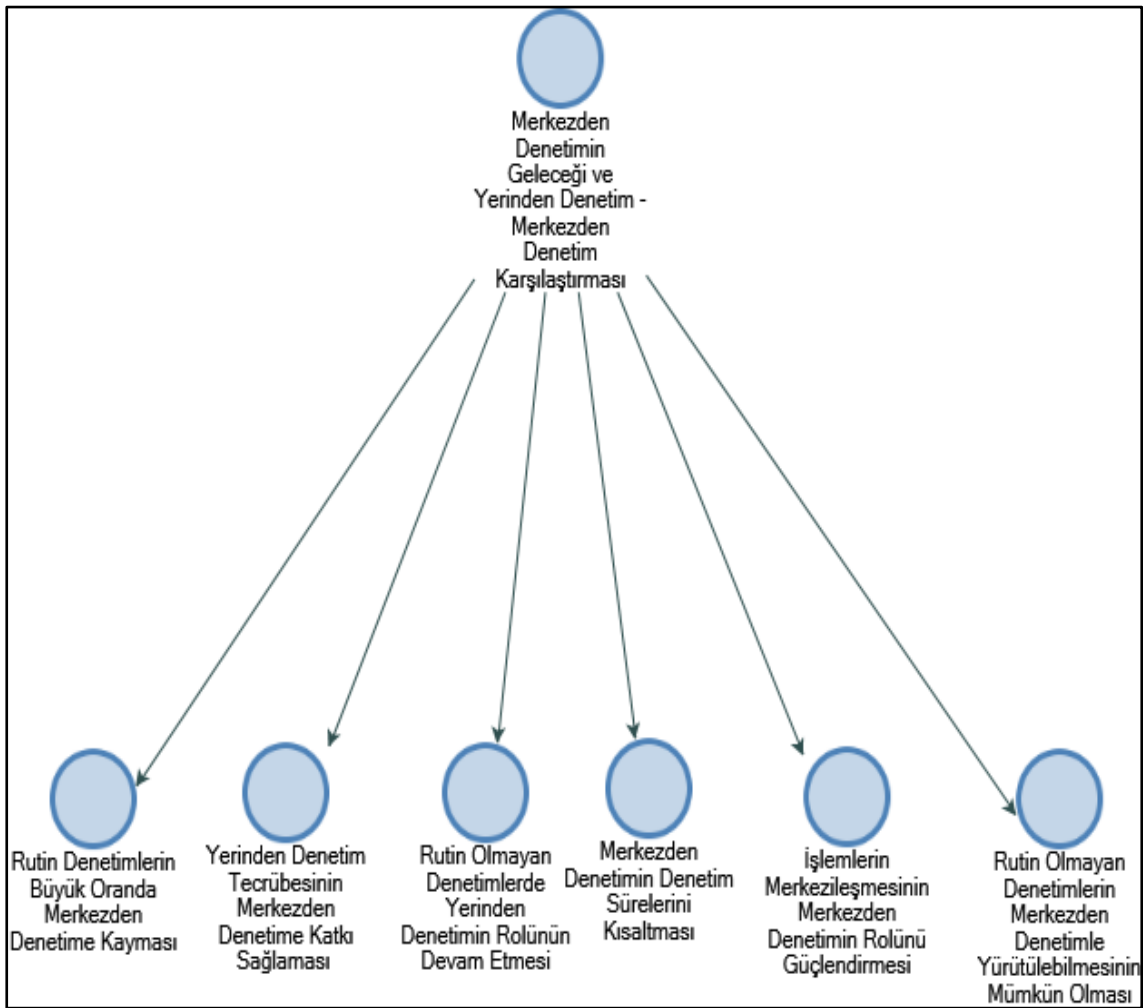 Merkezden
Denetimin
Geleceği ve
Yerinden Denetim -
Merkezden
Denetim
Karşılaştırması
Rutin Denetimlerin
Büyük Oranda
Merkezden
Denetime Kayması
Yerinden Denetim
Tecrübesinin
Merkezden
Denetime Katkı
Sağlaması
Rutin Olmayan
Denetimlerde
Yerinden
Denetimin Rolünün
Devam Etmesi
Merkezden
Denetimin Denetim
Sürelerini
Kısaltması
İşlemlerin
Merkezileşmesinin
Merkezden
Denetimin Rolünü
Güçlendirmesi
Rutin Olmayan
Denetimlerin
Merkezden
Denetimle
Yürütülebilmesinin
Mümkün Olması